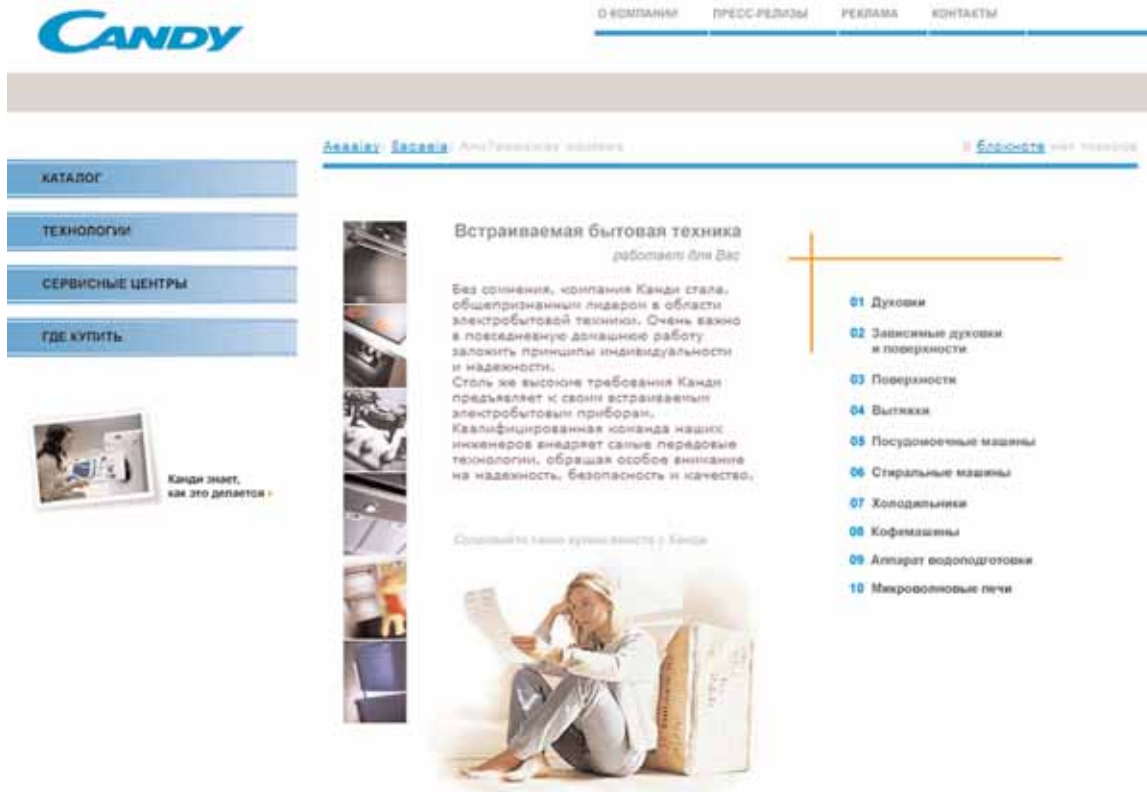 CANDY
О КОМПАНИИ ПРЕСС-РЕЛИЗЫ РЕКЛАМА КОНТАКТЫ
блокноте нет товаров
КАТАЛОГ
ТЕХНОЛОГИИ
СЕРВИСНЫЕ ЦЕНТРЫ
ГДЕ КУПИТЬ
Канди знает,
как это делается
Встраиваемая бытовая техника
работает для Вас
Без сомнения, компания Канди стала,
общепризнанным лидером в области
электробытовой техники. Очень важно
в повседневную домашнюю работу
заложить принципы индивидуальности
и надежности.
Столь же высокие требования Канди
предъявляет к своим встраиваемым
электробытовым приборам.
Квалифицированная команда наших
инженеров внедряет самые передовые
технологии, обращая особое внимание
на надежность, безопасность и качество.
01 Духовки
02 Зависимые духовки
и поверхности
03 Поверхности
04 Вытяжки
05 Посудомоечные машины
06 Стиральные машины
07 Холодильники
08 Кофемашины
09 Аппарат водоподготовки
10 Микроволновые печи